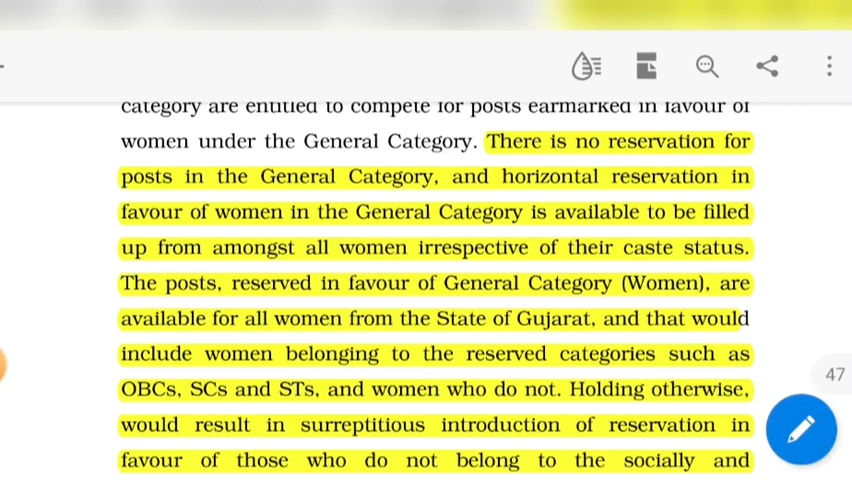 category are entitled to compete for posts earmarked in favour of
women under the General Category. There is no reservation for
posts in the General Category, and horizontal reservation in
favour of women in the General Category is available to be filled
up from amongst all women irrespective of their caste status.
The posts, reserved in favour of General Category (Women), are
available for all women from the State of Gujarat, and that would
include women belonging to the reserved categories such as
47
OBCs, SCs and STs, and women who do not. Holding otherwise,
would result in surreptitious introduction of reservation in
favour of those who do not belong to the socially and